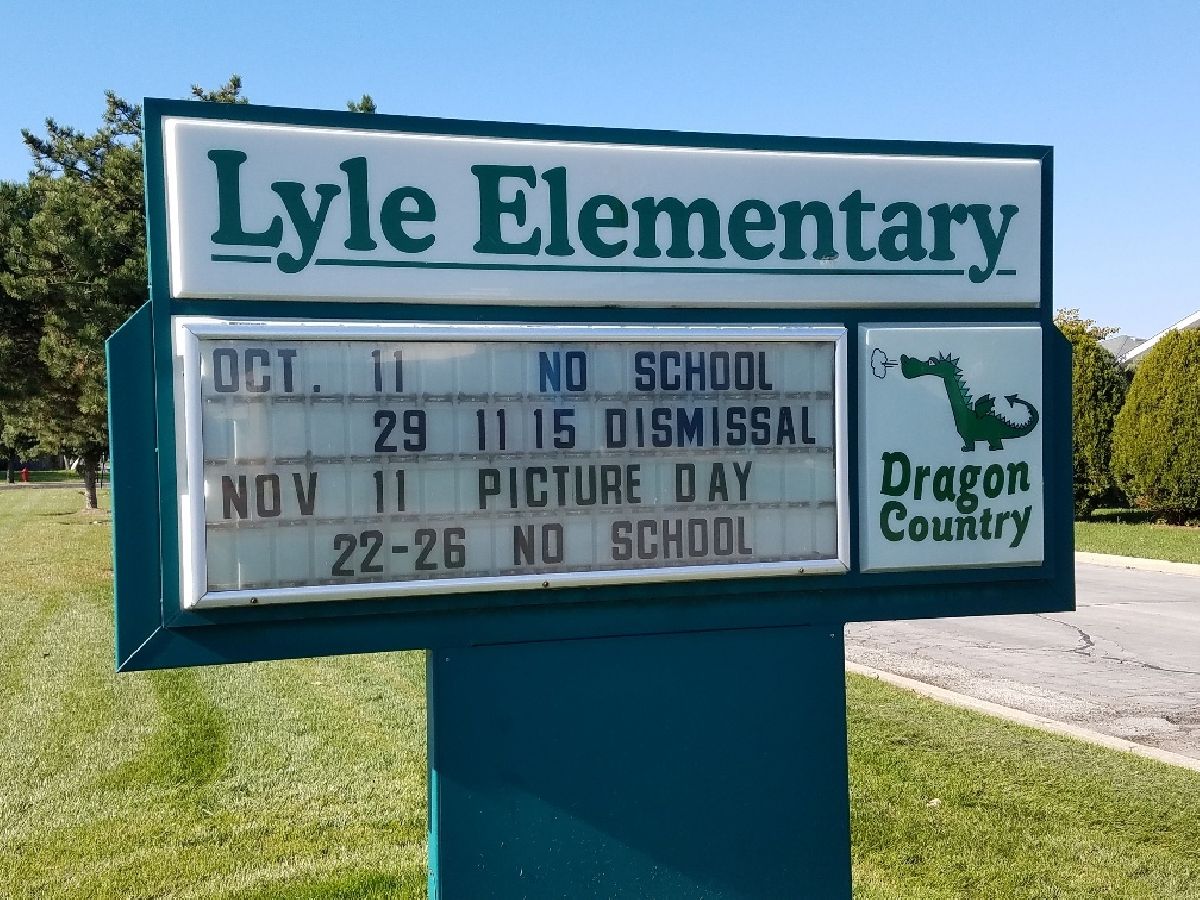 Lyle Elementary
OCT. 11 NO SCHOOL
29 11 15 DISMISSAL
NOV 11 PICTURE DAY
22-26 NO SCHOOL
Dragon
Country